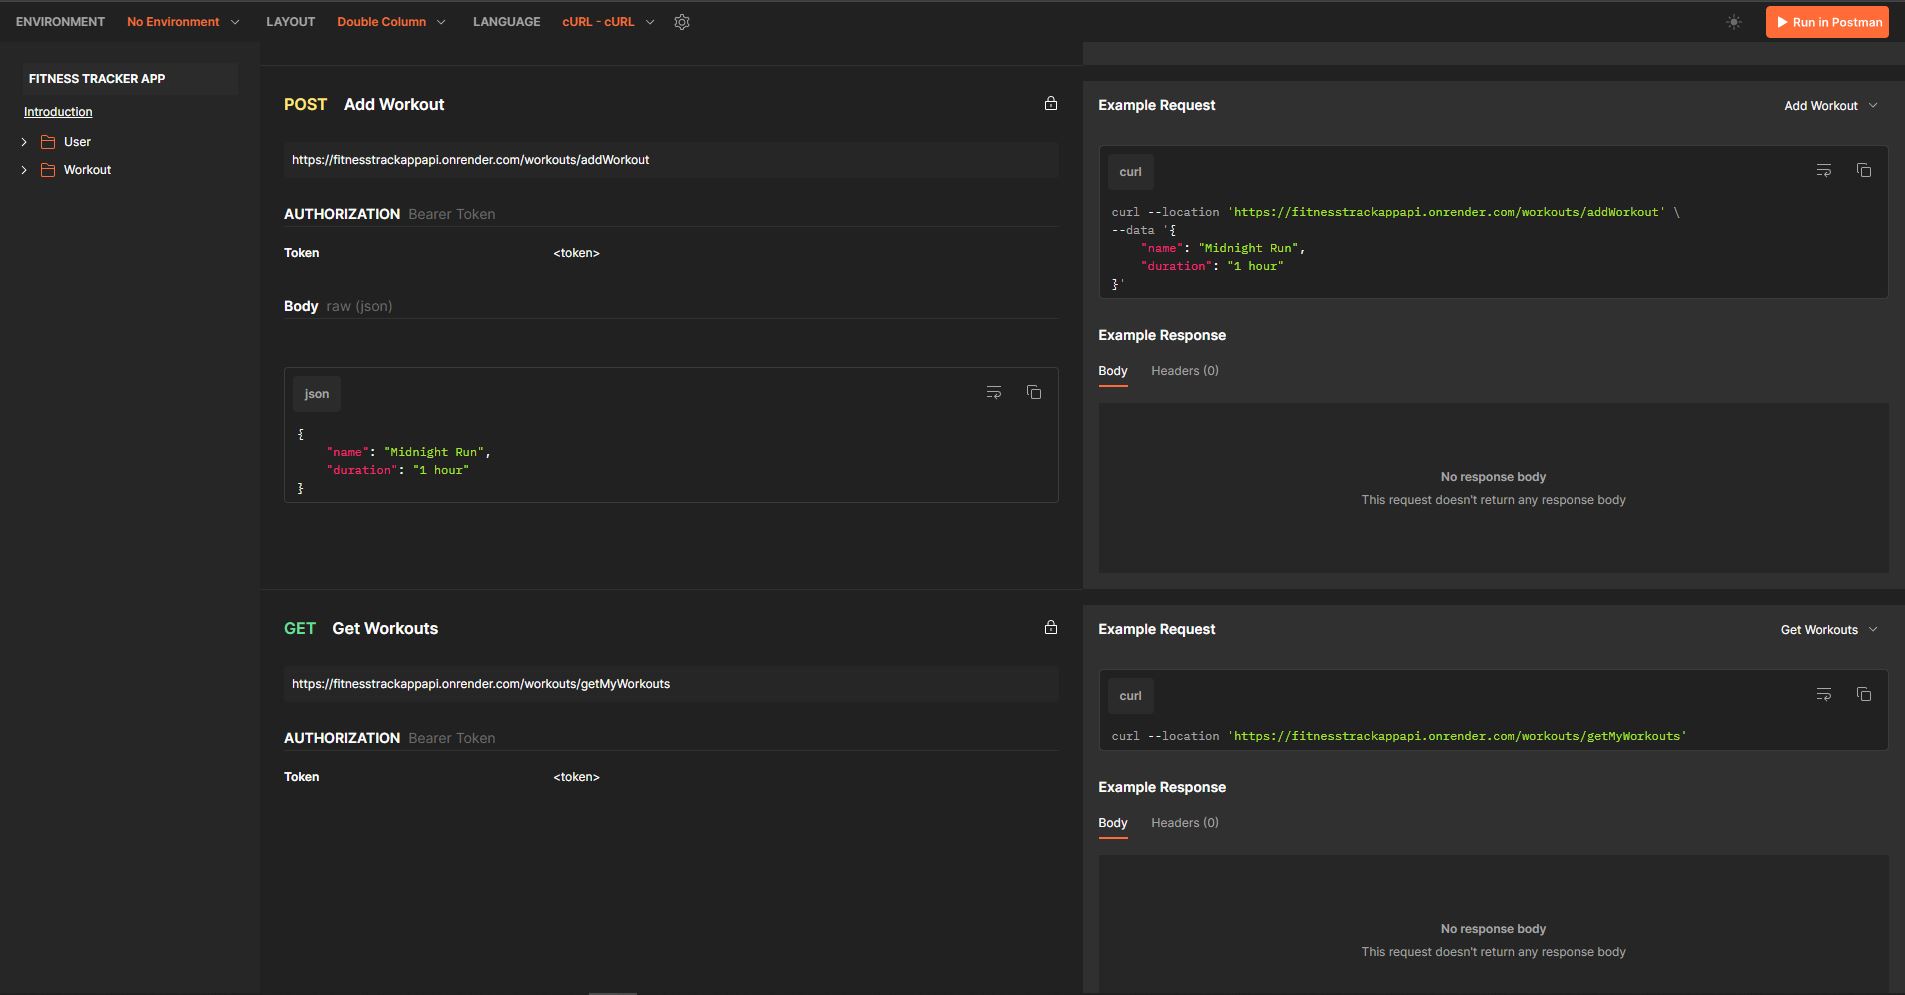 ENVIRONMENT No Environment LAYOUT Double Column LANGUAGE cURL - cURL Run in Postman
FITNESS TRACKER APP
Introduction
User
Workout
POST Add Workout
https://fitnesstrackappapi.onrender.com/workouts/addWorkout
AUTHORIZATION Bearer Token
Token <token>
Body raw (json)
json
{
    "name": "Midnight Run",
    "duration": "1 hour"
}
Example Request Add Workout
curl
curl --location 'https://fitnesstrackappapi.onrender.com/workouts/addWorkout' \
--data '{
    "name": "Midnight Run",
    "duration": "1 hour"
}'
Example Response
Body Headers (0)
No response body
This request doesn't return any response body
GET Get Workouts
https://fitnesstrackappapi.onrender.com/workouts/getMyWorkouts
AUTHORIZATION Bearer Token
Token <token>
Example Request Get Workouts
curl
curl --location 'https://fitnesstrackappapi.onrender.com/workouts/getMyWorkouts'
Example Response
Body Headers (0)
No response body
This request doesn't return any response body